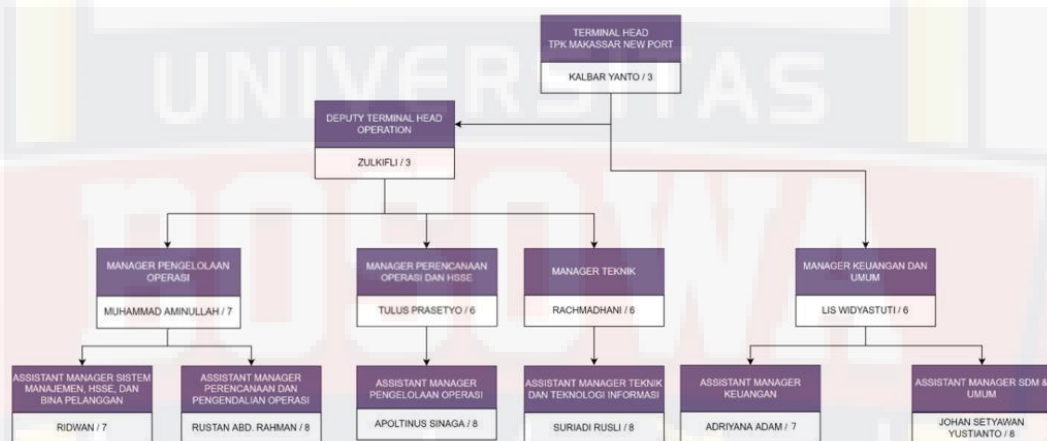 UNIVERSITAS
BOSOWA
TERMINAL HEAD
TPK MAKASSAR NEW PORT
KALBAR YANTO / 3
DEPUTY TERMINAL HEAD
OPERATION
ZULKIFLI / 3
MANAGER PENGELOLAAN
OPERASI
MUHAMMAD AMINULLAH / 7
MANAGER PERENCANAAN
OPERASI DAN HSSE
TULUS PRASETYO / 6
MANAGER TEKNIK
RACHMADHANI / 6
MANAGER KEUANGAN DAN
UMUM
LIS WIDYASTUTI / 6
ASSISTANT MANAGER SISTEM
MANAJEMEN, HSSE, DAN
BINA PELANGGAN
RIDWAN / 7
ASSISTANT MANAGER
PERENCANAAN DAN
PENGENDALIAN OPERASI
RUSTAN ABD. RAHMAN / 8
ASSISTANT MANAGER
PENGELOLAAN OPERASI
APOLTINUS SINAGA / 8
ASSISTANT MANAGER TEKNIK
DAN TEKNOLOGI INFORMASI
SURIADI RUSLI / 8
ASSISTANT MANAGER
KEUANGAN
ADRIYANA ADAM / 7
ASSISTANT MANAGER SDM &
UMUM
JOHAN SETYAWAN
YUSTIANTO / 8